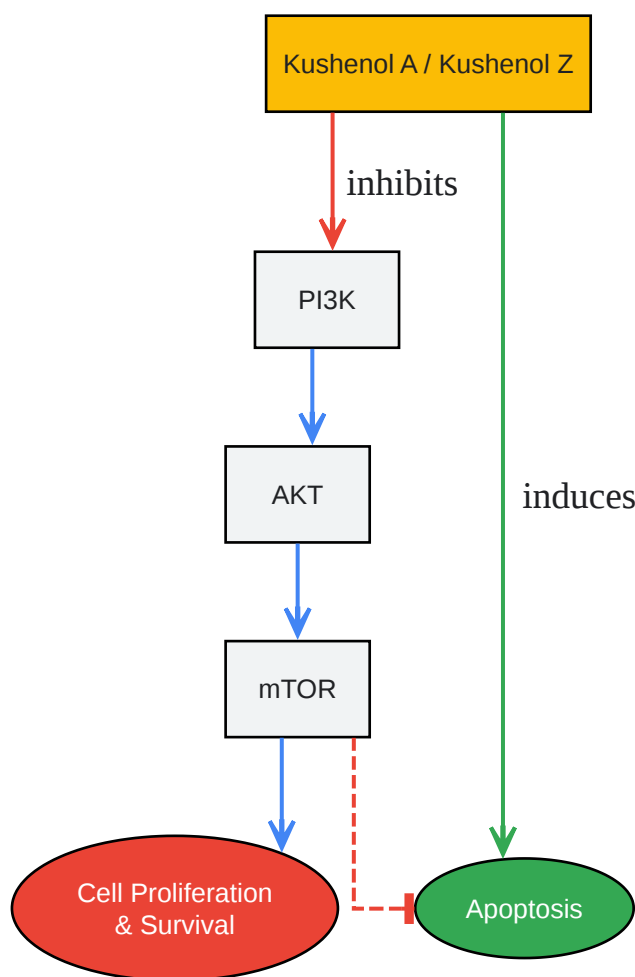 Kushenol A / Kushenol Z
inhibits
PI3K
AKT
induces
mTOR
Cell Proliferation
& Survival
Apoptosis